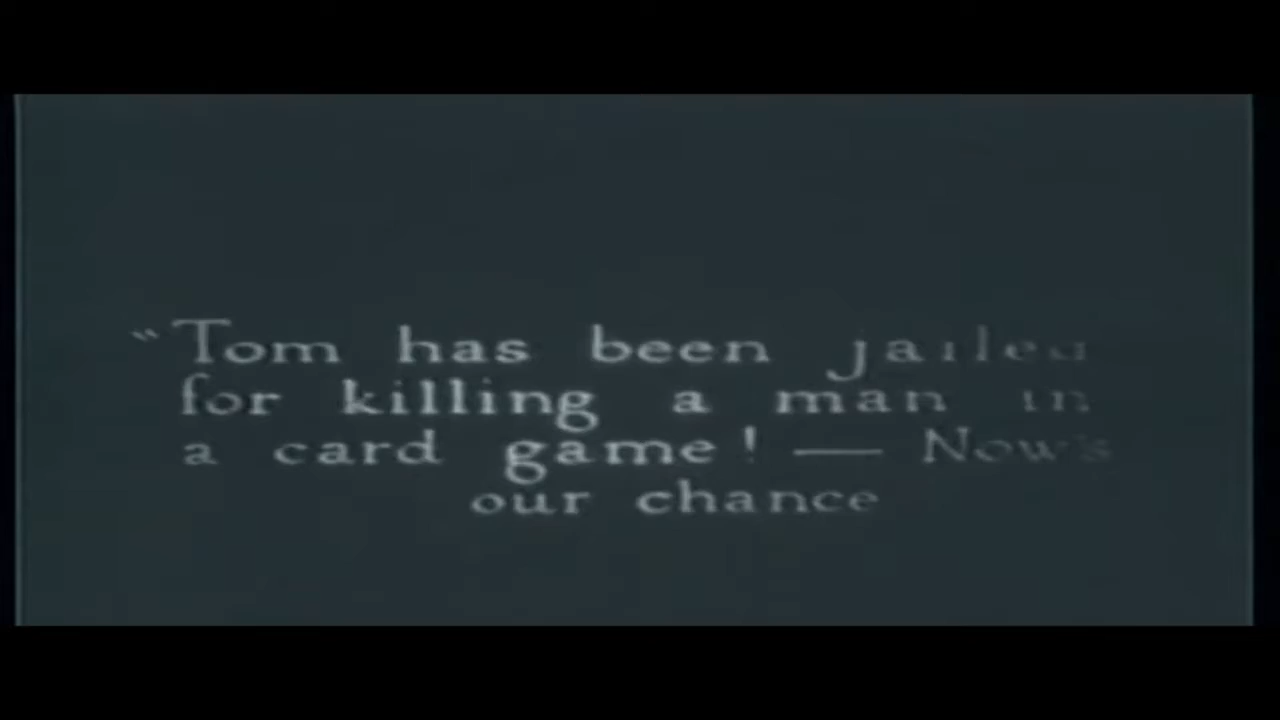 “Tom has been jailed
for killing a man in
a card game! — Now's
our chance